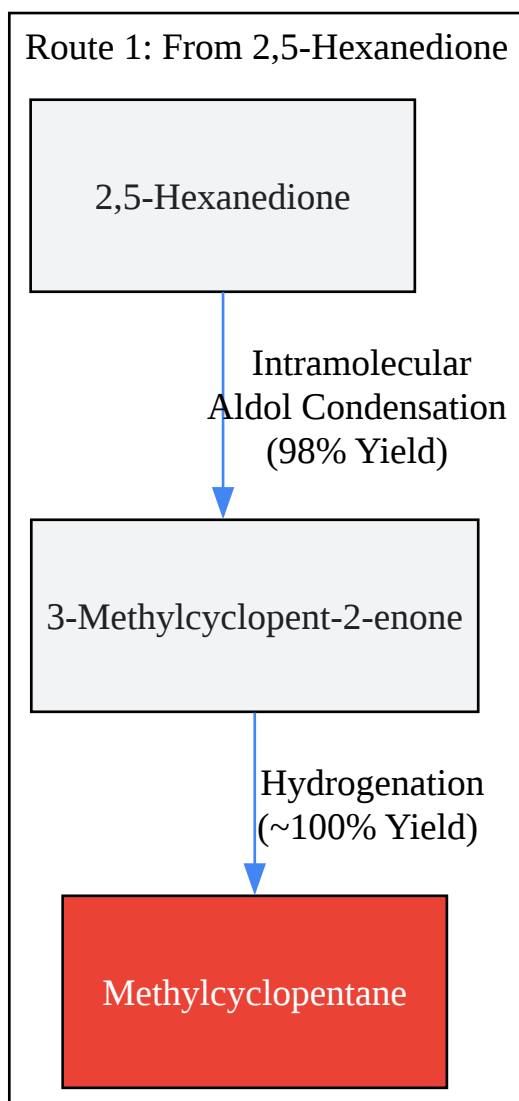 Route 1: From 2,5-Hexanedione
2,5-Hexanedione
Intramolecular
Aldol Condensation
(98% Yield)
3-Methylcyclopent-2-enone
Hydrogenation
(~100% Yield)
Methylcyclopentane